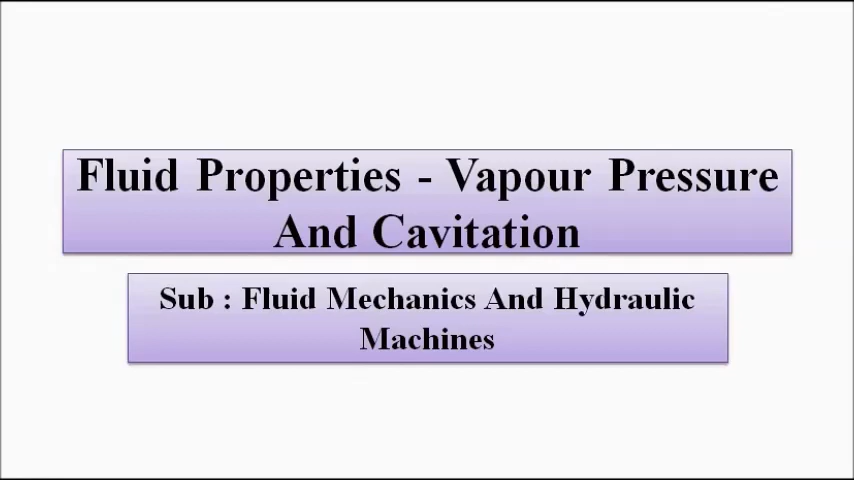 Fluid Properties - Vapour Pressure
And Cavitation
Sub : Fluid Mechanics And Hydraulic
Machines